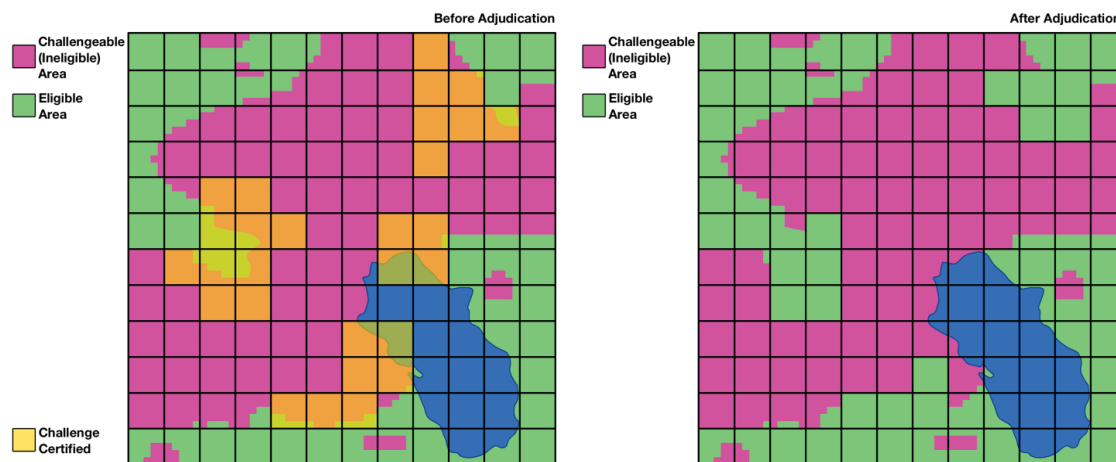 Before Adjudication
Challengeable
(Ineligible)
Area
Eligible
Area
Challenge
Certified
After Adjudication
Challengeable
(Ineligible)
Area
Eligible
Area